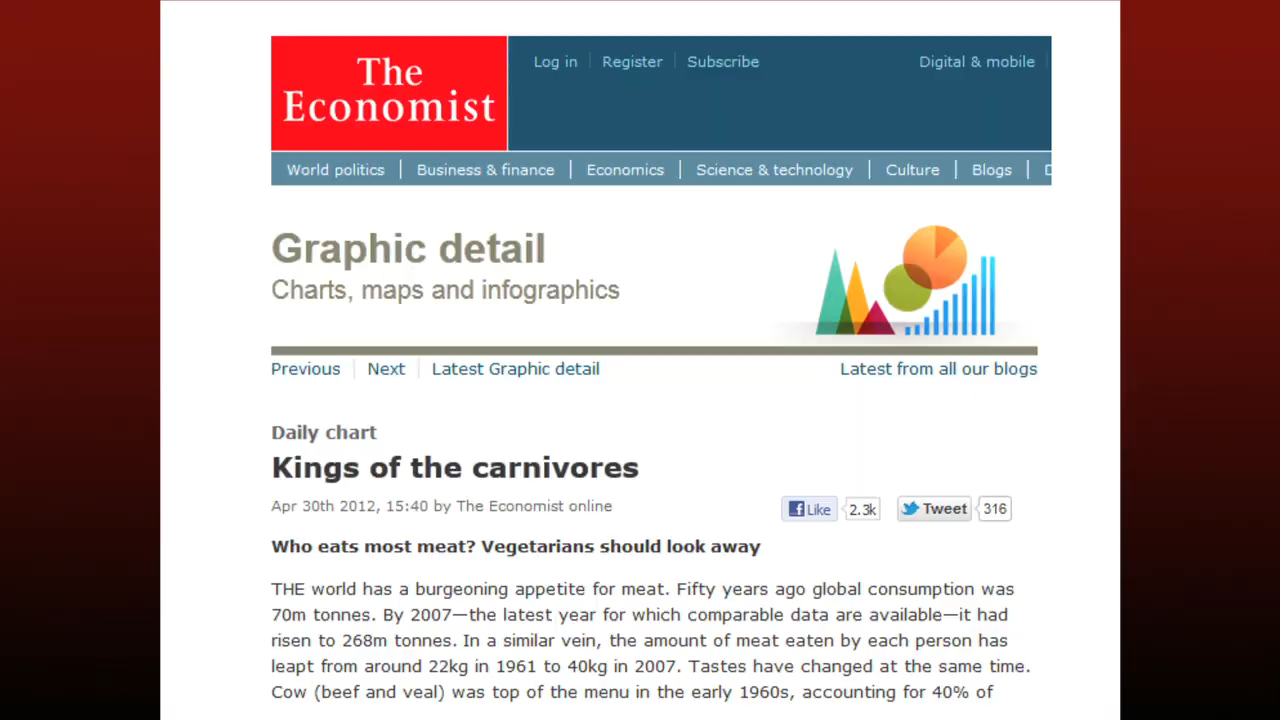 The
Economist
Log in
Register
Subscribe
Digital & mobile
World politics
Business & finance
Economics
Science & technology
Culture
Blogs
Graphic detail
Charts, maps and infographics
Previous
Next
Latest Graphic detail
Latest from all our blogs
Daily chart
Kings of the carnivores
Apr 30th 2012, 15:40 by The Economist online
Like
2.3k
Tweet
316
Who eats most meat? Vegetarians should look away
THE world has a burgeoning appetite for meat. Fifty years ago global consumption was
70m tonnes. By 2007—the latest year for which comparable data are available—it had
risen to 268m tonnes. In a similar vein, the amount of meat eaten by each person has
leapt from around 22kg in 1961 to 40kg in 2007. Tastes have changed at the same time.
Cow (beef and veal) was top of the menu in the early 1960s, accounting for 40% of